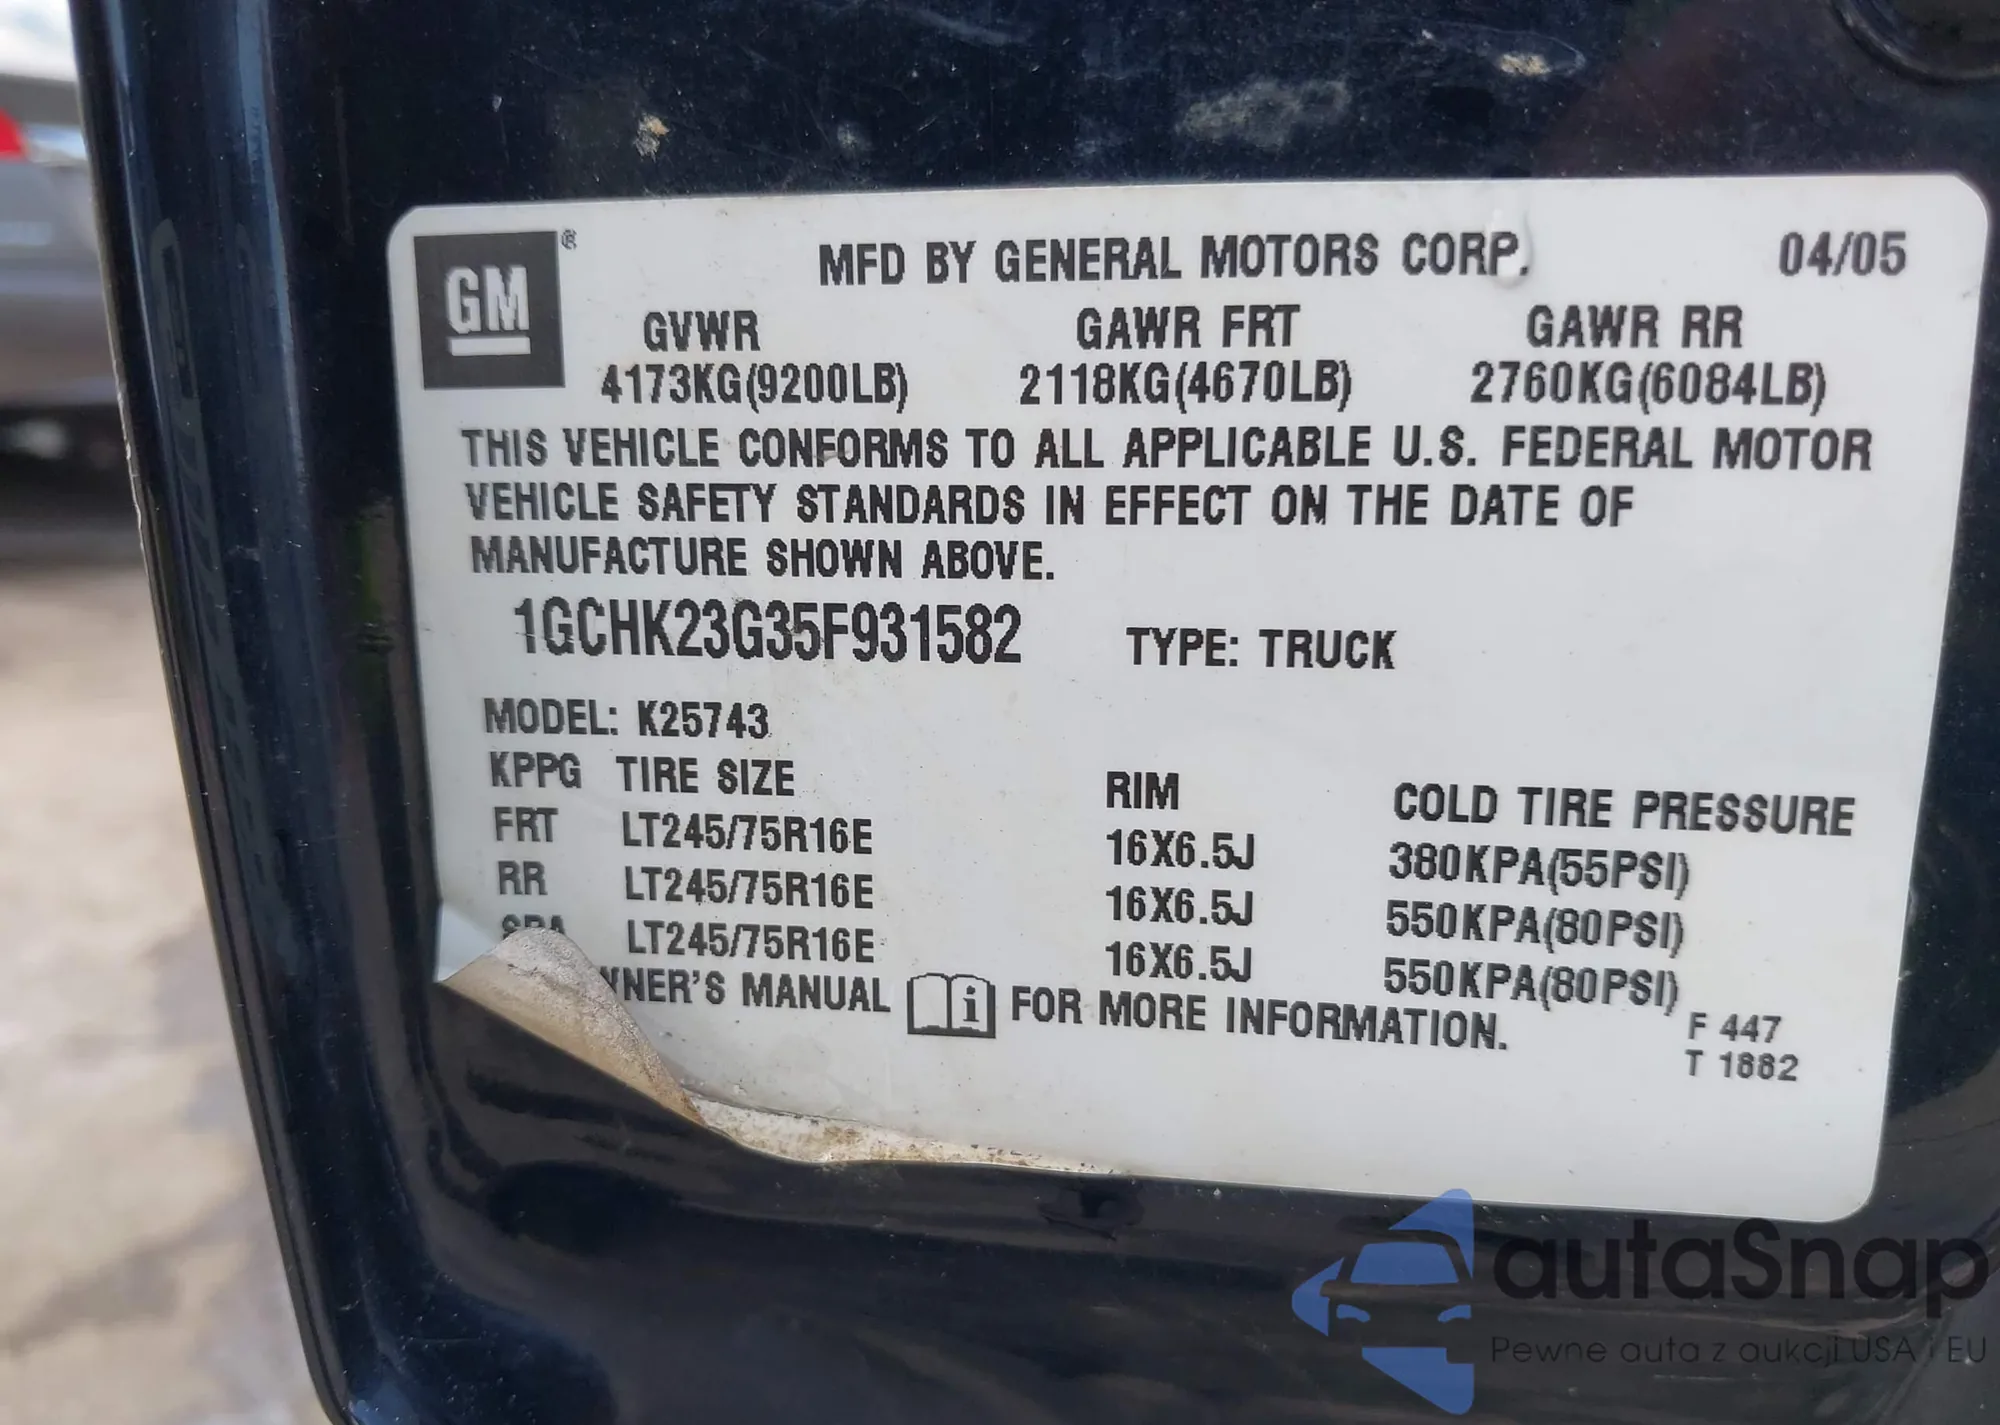 GM ®
MFD BY GENERAL MOTORS CORP. 04/05
GVWR GAWR FRT GAWR RR
4173KG(9200LB) 2118KG(4670LB) 2760KG(6084LB)
THIS VEHICLE CONFORMS TO ALL APPLICABLE U.S. FEDERAL MOTOR
VEHICLE SAFETY STANDARDS IN EFFECT ON THE DATE OF
MANUFACTURE SHOWN ABOVE.
1GCHK23G35F931582 TYPE: TRUCK
MODEL: K25743
KPPG TIRE SIZE RIM COLD TIRE PRESSURE
FRT LT245/75R16E 16X6.5J 380KPA(55PSI)
RR LT245/75R16E 16X6.5J 550KPA(80PSI)
SPA LT245/75R16E 16X6.5J 550KPA(80PSI)
WNER'S MANUAL i FOR MORE INFORMATION.
F 447
T 1882
autaSnap
Pewne auta z aukcji USA i EU